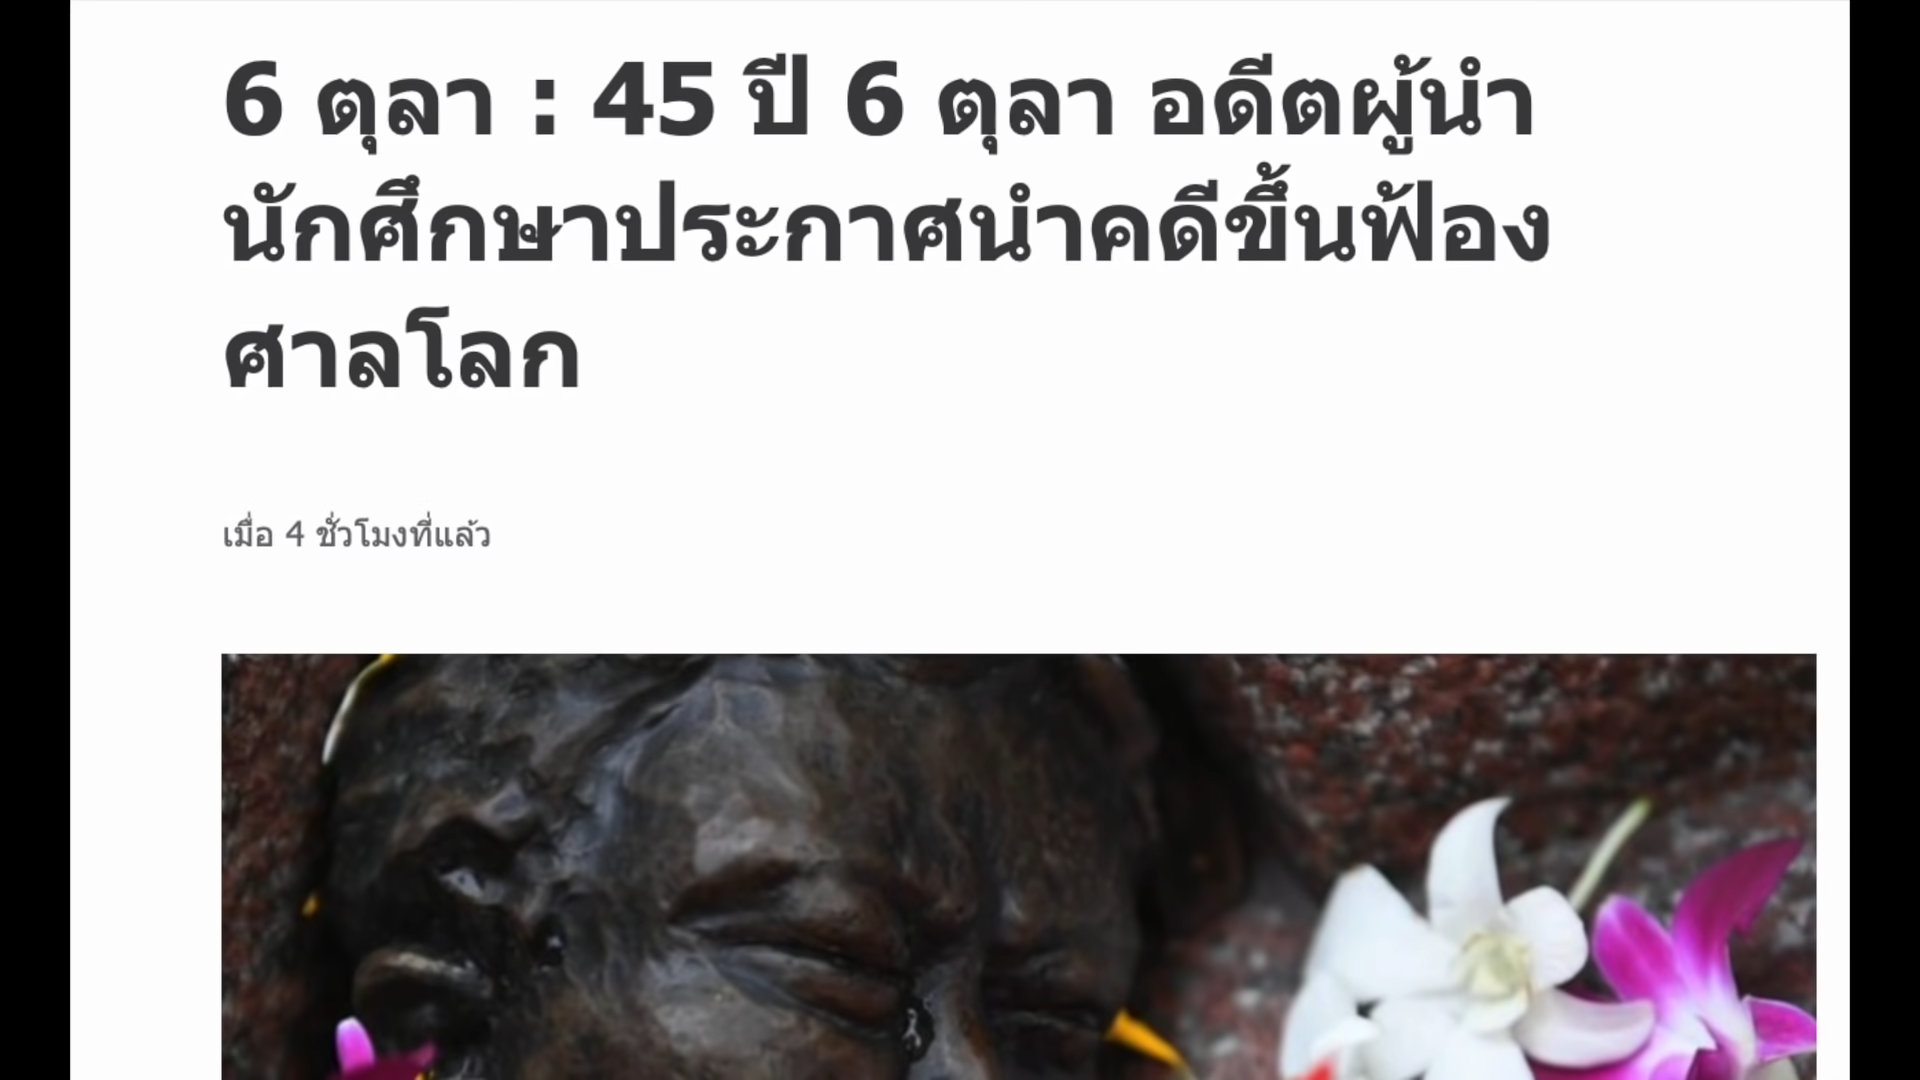 6 ตุลา : 45 ปี 6 ตุลา อดีตผู้นำ
นักศึกษาประกาศนำคดีขึ้นฟ้อง
ศาลโลก
เมื่อ 4 ชั่วโมงที่แล้ว